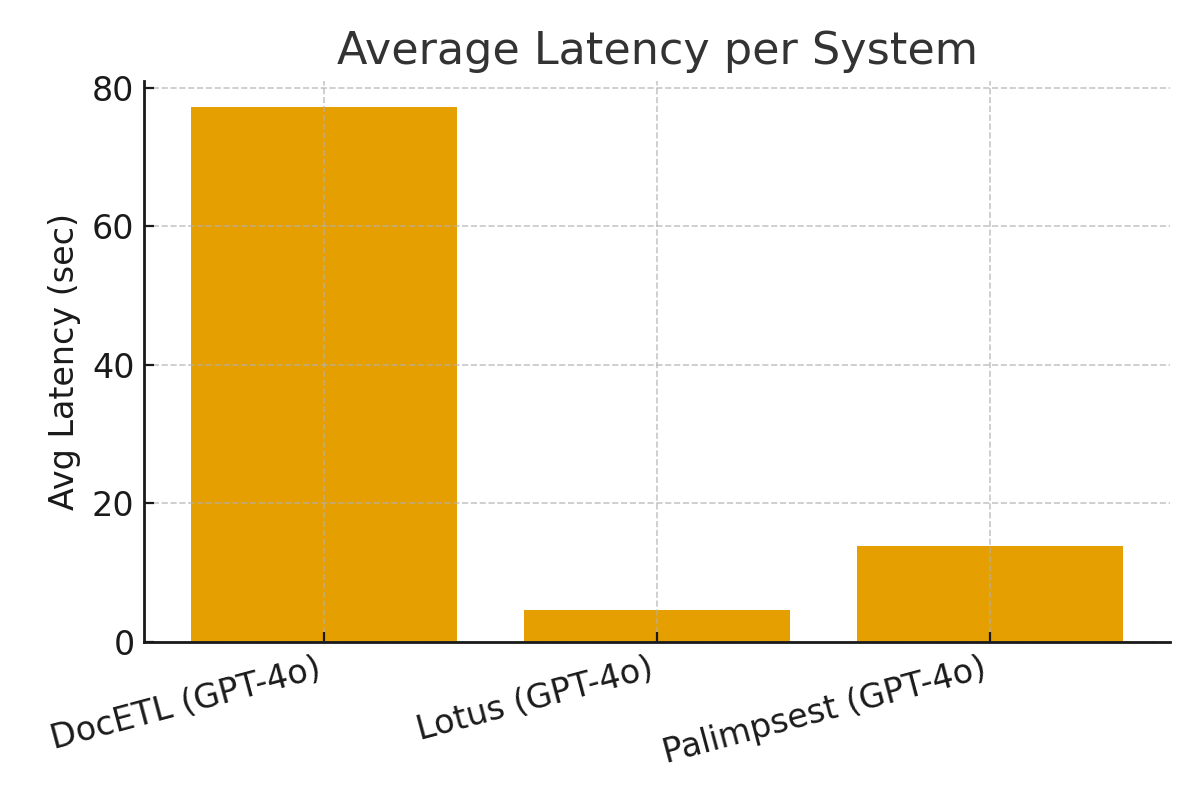 Average Latency per System
Avg Latency (sec)
80
60
40
20
0
DocETL (GPT-4o)
Lotus (GPT-4o)
Palimpsest (GPT-4o)